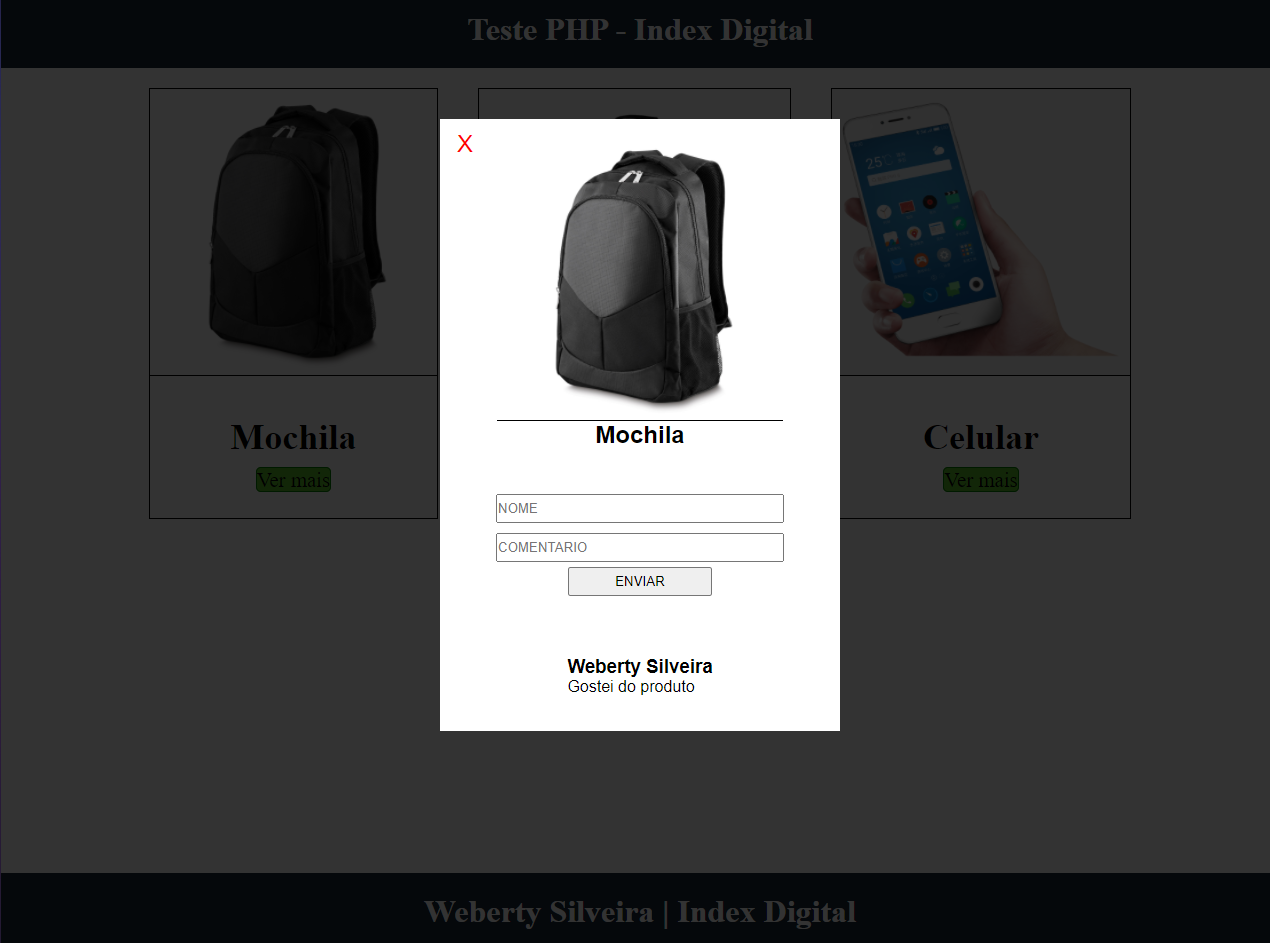 Teste PHP - Index Digital
X
25°C
Mochila
NOME
COMENTARIO
ENVIAR
Weberty Silveira
Gostei do produto
Mochila
Ver mais
Celular
Ver mais
Weberty Silveira | Index Digital